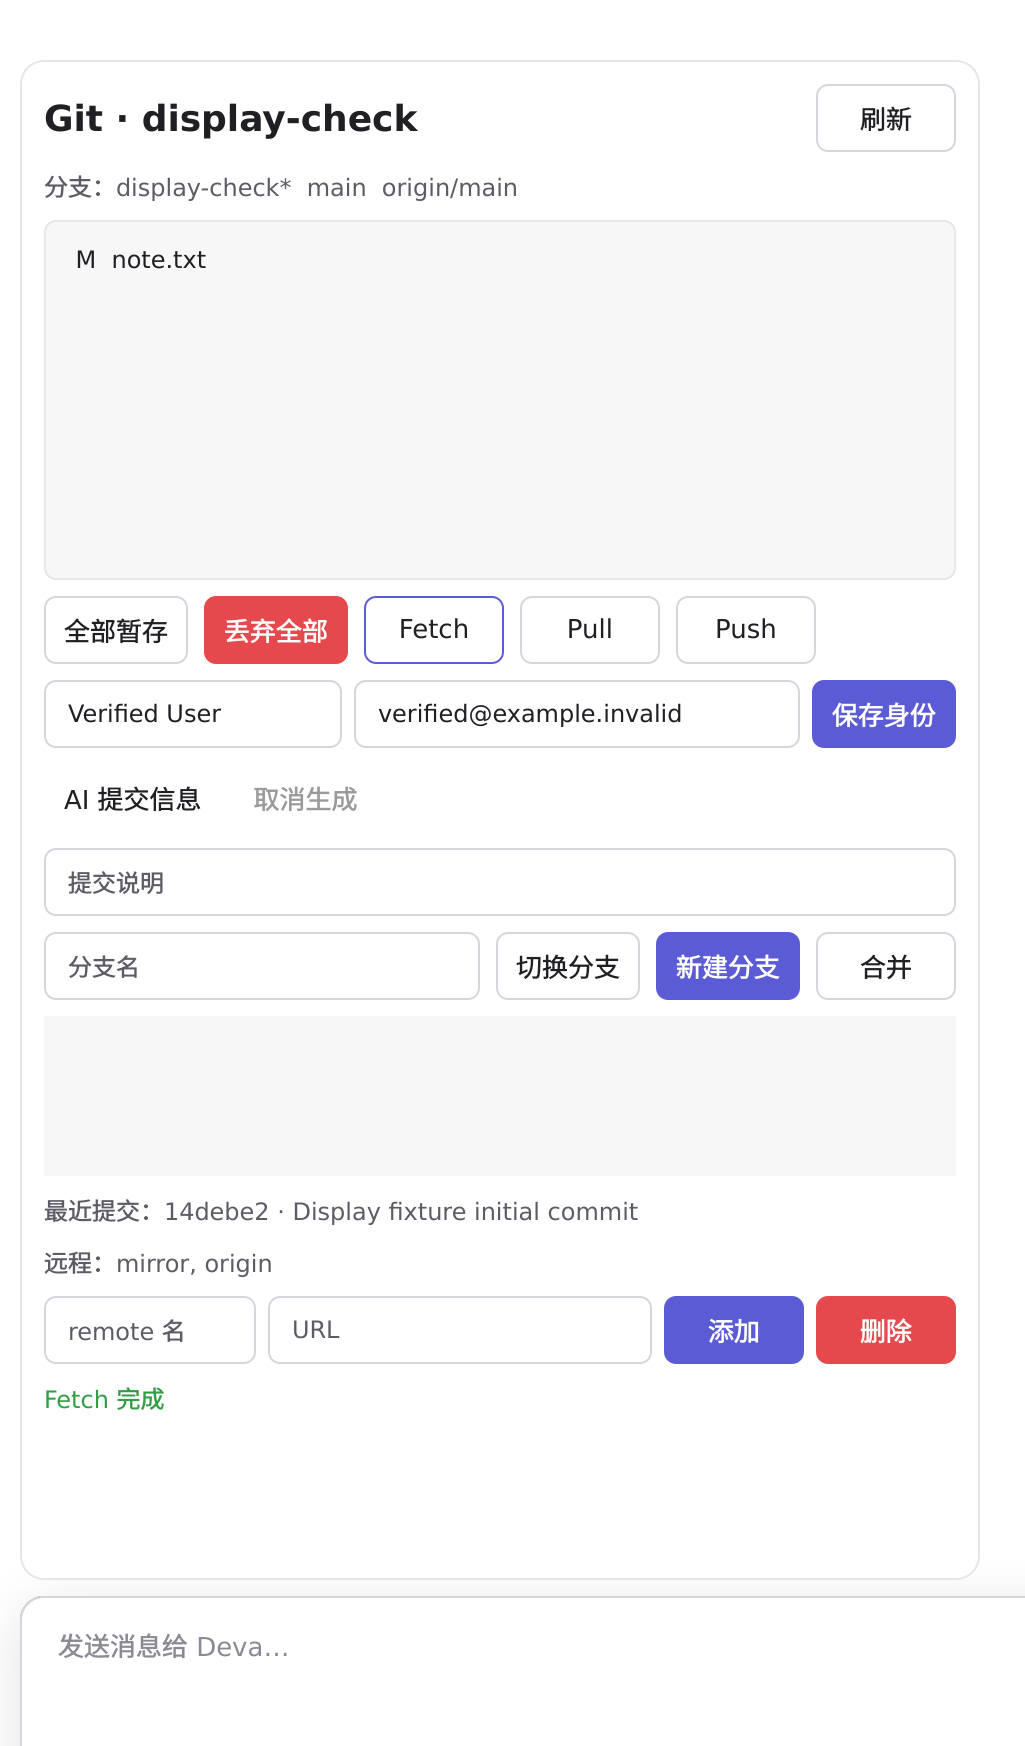 Git · display-check
刷新
分支：display-check*  main  origin/main
M  note.txt
全部暂存
丢弃全部
Fetch
Pull
Push
Verified User
verified@example.invalid
保存身份
AI 提交信息
取消生成
提交说明
分支名
切换分支
新建分支
合并
最近提交：14debe2 · Display fixture initial commit
远程：mirror, origin
remote 名
URL
添加
删除
Fetch 完成
发送消息给 Deva...